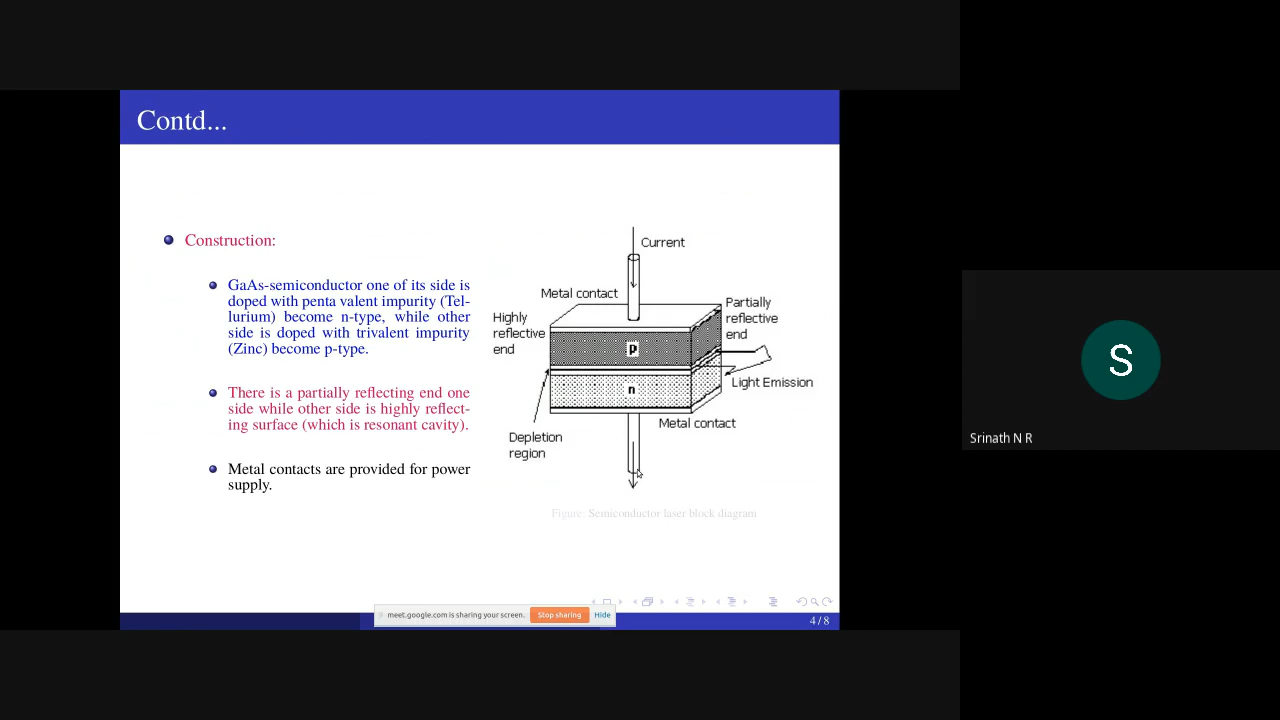 Contd...
Construction:
GaAs-semiconductor one of its side is
doped with penta valent impurity (Tel-
lurium) become n-type, while other
side is doped with trivalent impurity
(Zinc) become p-type.
There is a partially reflecting end one
side while other side is highly reflect-
ing surface (which is resonant cavity).
Metal contacts are provided for power
supply.
Current
Metal contact
Partially
reflective
end
Highly
reflective
end
p
n
Light Emission
Metal contact
Depletion
region
Figure: Semiconductor laser block diagram
meet.google.com is sharing your screen.
Stop sharing
Hide
4 / 8
S
Srinath N R